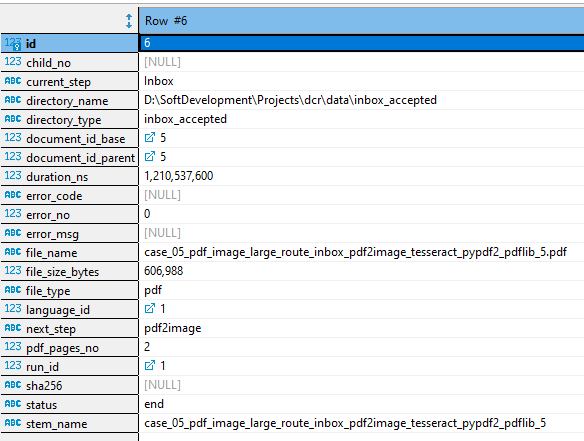 Row #6
123 id 6
123 child_no [NULL]
ABC current_step Inbox
ABC directory_name D:\SoftDevelopment\Projects\dcr\data\inbox_accepted
ABC directory_type inbox_accepted
123 document_id_base 5
123 document_id_parent 5
123 duration_ns 1,210,537,600
ABC error_code [NULL]
123 error_no 0
ABC error_msg [NULL]
ABC file_name case_05_pdf_image_large_route_inbox_pdf2image_tesseract_pypdf2_pdflib_5.pdf
123 file_size_bytes 606,988
ABC file_type pdf
123 language_id 1
ABC next_step pdf2image
123 pdf_pages_no 2
123 run_id 1
ABC sha256 [NULL]
ABC status end
ABC stem_name case_05_pdf_image_large_route_inbox_pdf2image_tesseract_pypdf2_pdflib_5